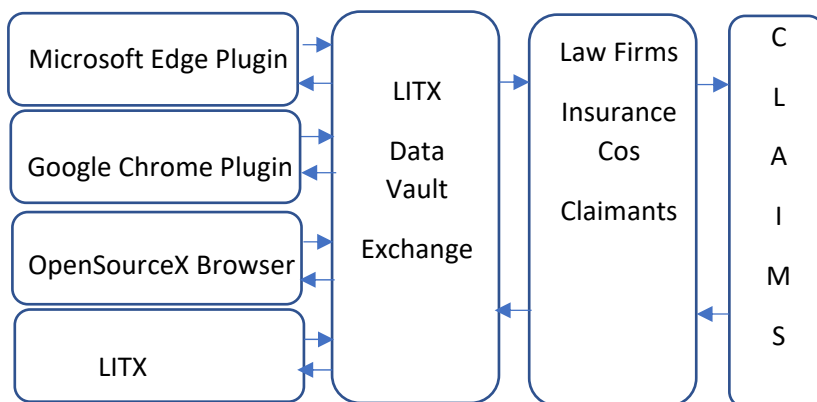 Microsoft Edge Plugin
Google Chrome Plugin
OpenSourceX Browser
LITX
LITX
Data
Vault
Exchange
Law Firms
Insurance
Cos
Claimants
C
L
A
I
M
S